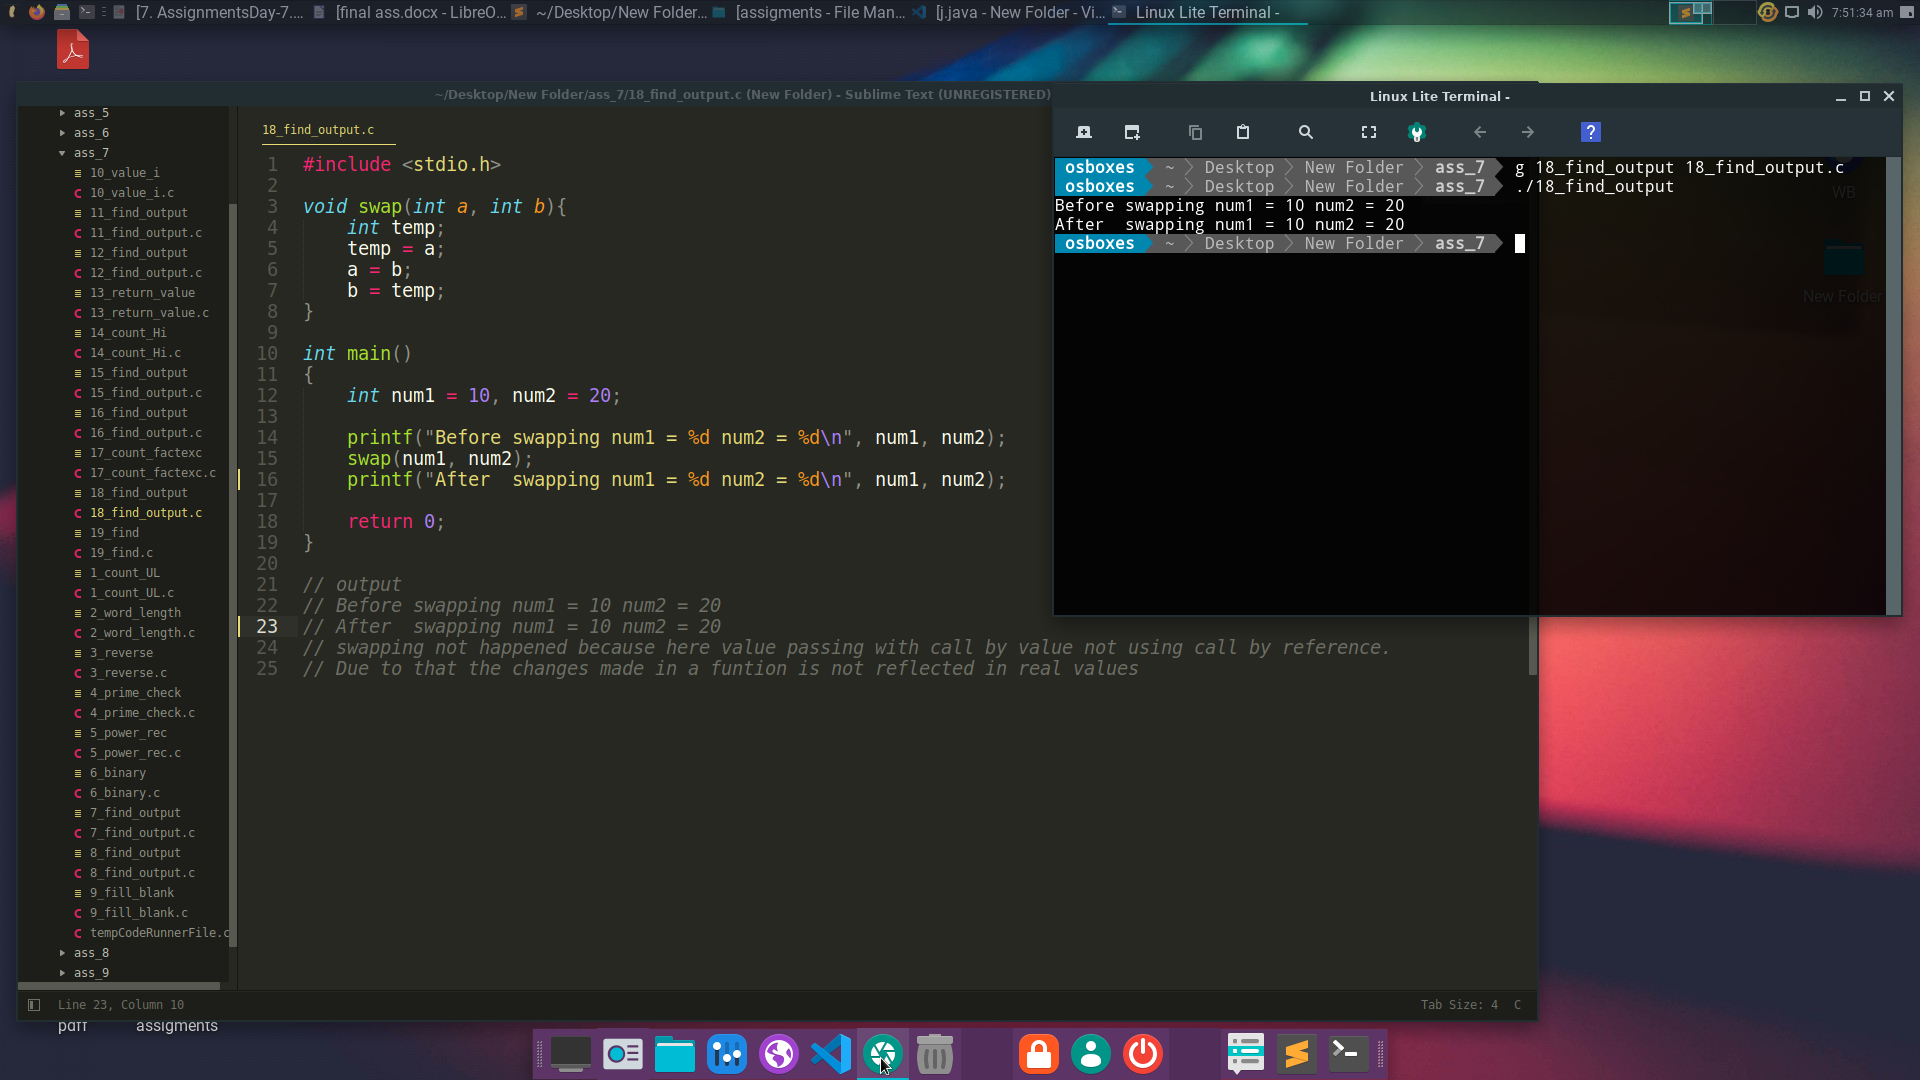 [7. AssignmentsDay-7.... [final ass.docx - LibreO... ~/Desktop/New Folder... [assigments - File Man... [j.java - New Folder - Vi... Linux Lite Terminal - 7:51:34 am
~/Desktop/New Folder/ass_7/18_find_output.c (New Folder) - Sublime Text (UNREGISTERED)
ass_5
ass_6
ass_7
10_value_i
10_value_i.c
11_find_output
11_find_output.c
12_find_output
12_find_output.c
13_return_value
13_return_value.c
14_count_Hi
14_count_Hi.c
15_find_output
15_find_output.c
16_find_output
16_find_output.c
17_count_factexc
17_count_factexc.c
18_find_output
18_find_output.c
19_find
19_find.c
1_count_UL
1_count_UL.c
2_word_length
2_word_length.c
3_reverse
3_reverse.c
4_prime_check
4_prime_check.c
5_power_rec
5_power_rec.c
6_binary
6_binary.c
7_find_output
7_find_output.c
8_find_output
8_find_output.c
9_fill_blank
9_fill_blank.c
tempCodeRunnerFile.c
ass_8
ass_9
18_find_output.c
1 #include <stdio.h>
2
3 void swap(int a, int b){
4 int temp;
5 temp = a;
6 a = b;
7 b = temp;
8 }
9
10 int main()
11 {
12 int num1 = 10, num2 = 20;
13
14 printf("Before swapping num1 = %d num2 = %d\n", num1, num2);
15 swap(num1, num2);
16 printf("After  swapping num1 = %d num2 = %d\n", num1, num2);
17
18 return 0;
19 }
20
21 // output
22 // Before swapping num1 = 10 num2 = 20
23 // After  swapping num1 = 10 num2 = 20
24 // swapping not happened because here value passing with call by value not using call by reference.
25 // Due to that the changes made in a funtion is not reflected in real values
Line 23, Column 10
Tab Size: 4 C
Linux Lite Terminal -
osboxes ~ Desktop New Folder ass_7 g 18_find_output 18_find_output.c
osboxes ~ Desktop New Folder ass_7 ./18_find_output
Before swapping num1 = 10 num2 = 20
After  swapping num1 = 10 num2 = 20
osboxes ~ Desktop New Folder ass_7
WB
New Folder
pdff
assigments